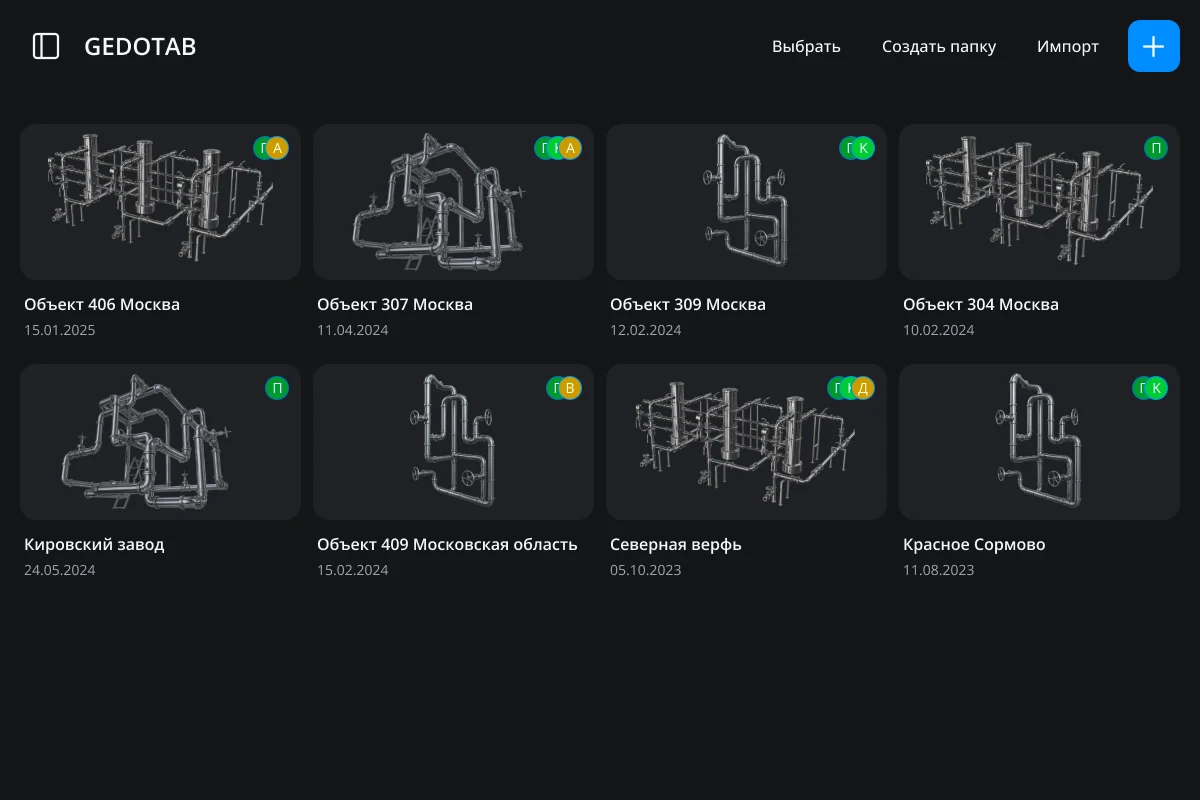 GEDOTAB
Выбрать
Создать папку
Импорт
А
А
К
П
Объект 406 Москва
Объект 307 Москва
Объект 309 Москва
Объект 304 Москва
15.01.2025
11.04.2024
12.02.2024
10.02.2024
П
В
Д
К
Кировский завод
Объект 409 Московская область
Северная верфь
Красное Сормово
24.05.2024
15.02.2024
05.10.2023
11.08.2023